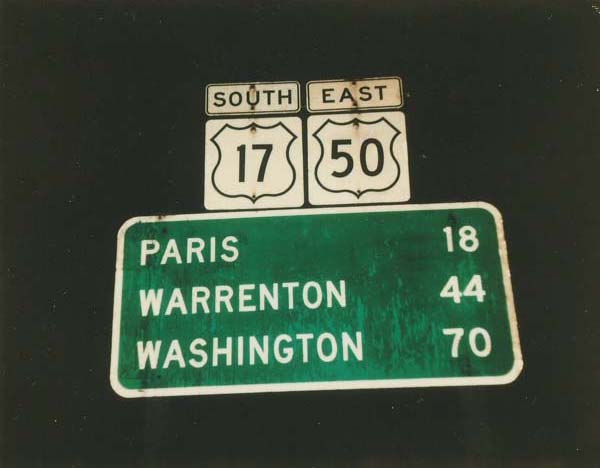 SOUTH EAST
17 50
PARIS 18
WARRENTON 44
WASHINGTON 70